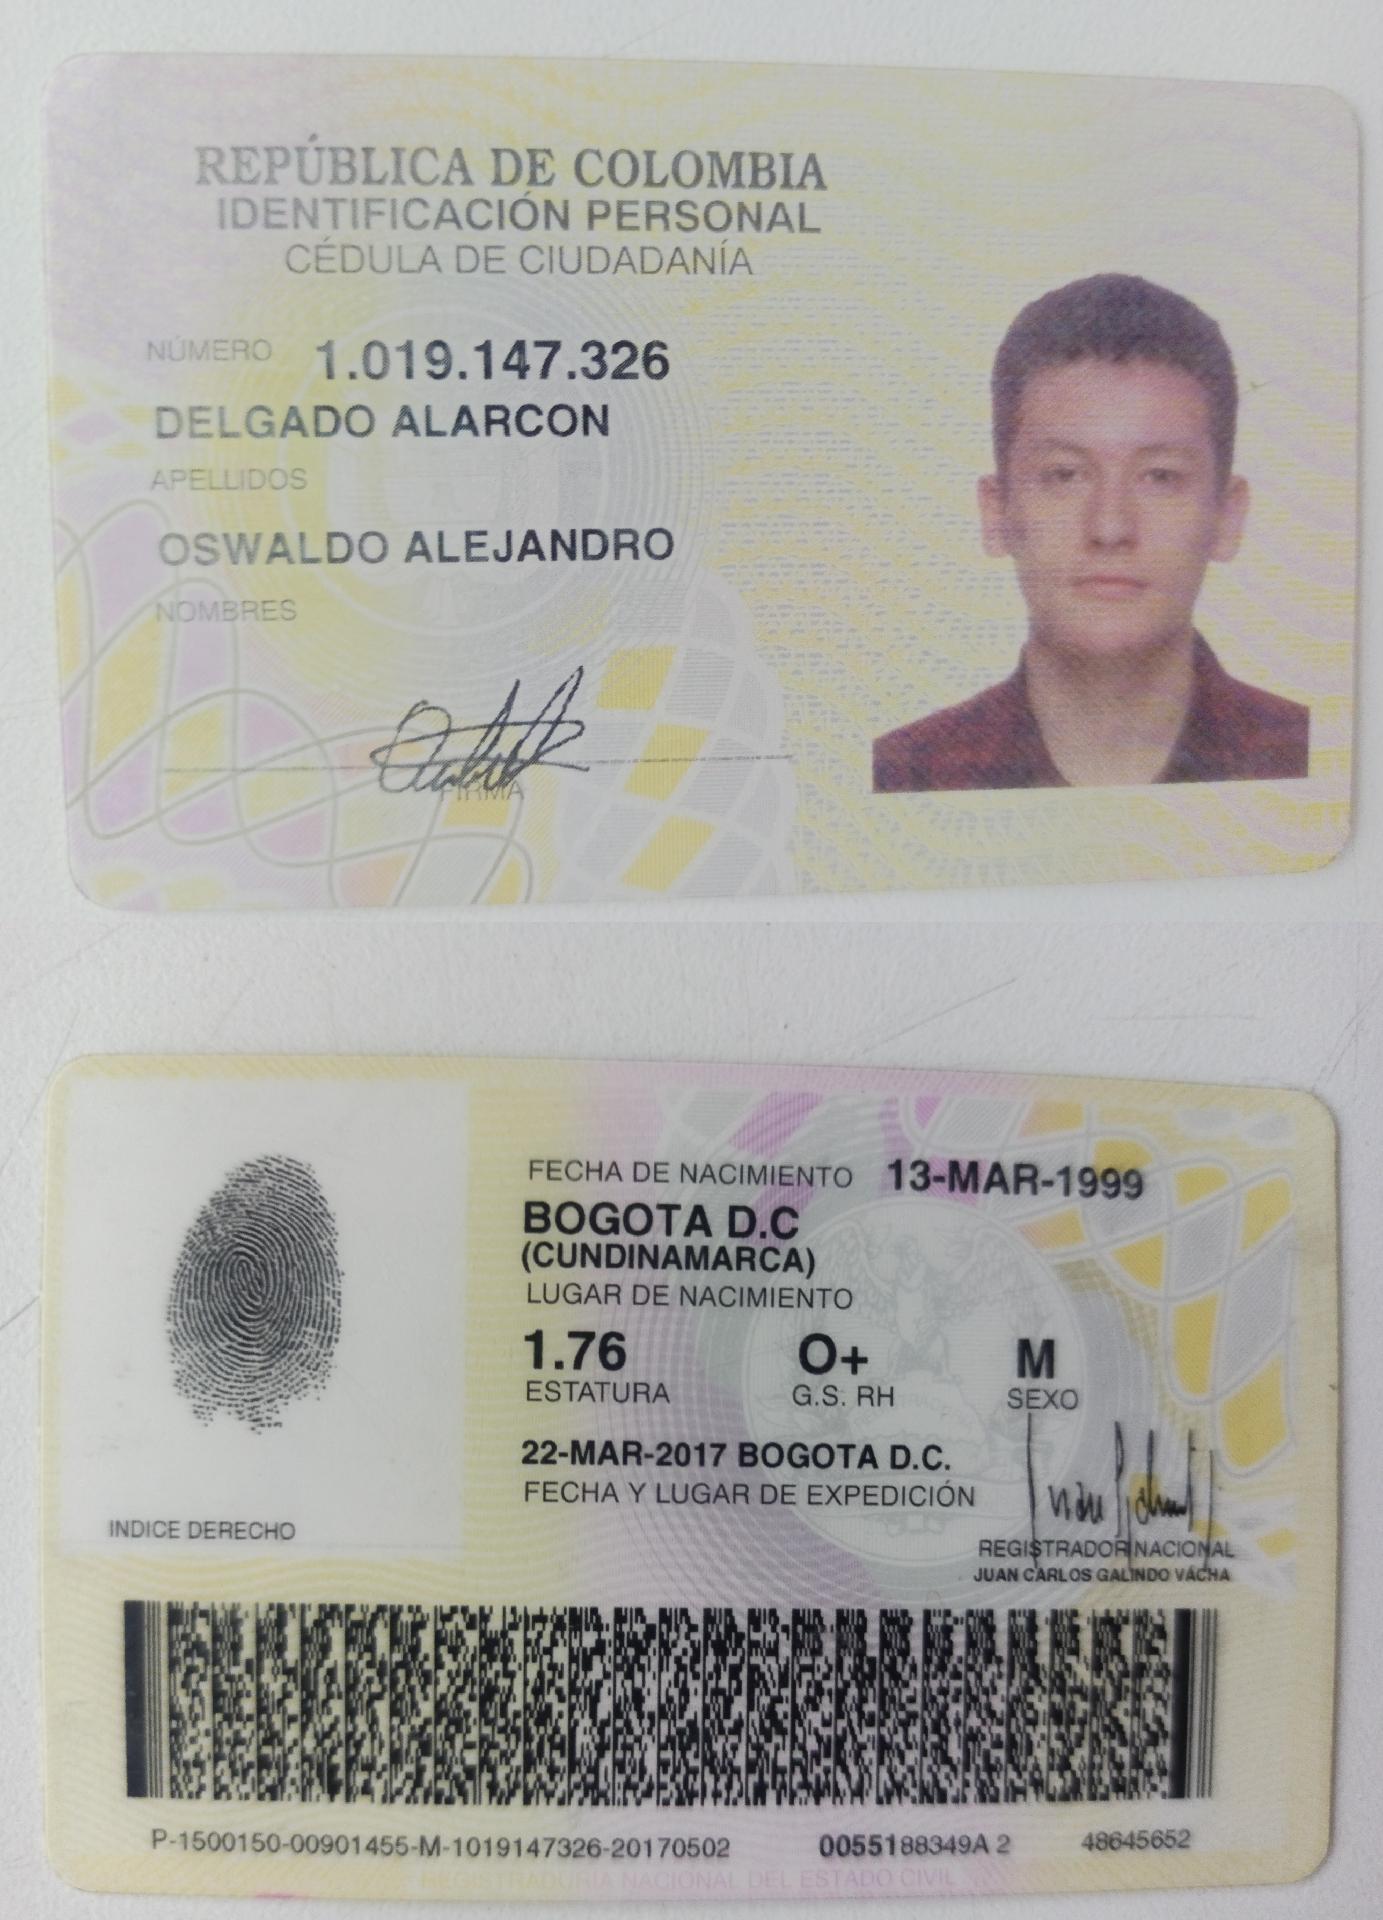 REPÚBLICA DE COLOMBIA
IDENTIFICACIÓN PERSONAL
CÉDULA DE CIUDADANÍA
NÚMERO 1.019.147.326
DELGADO ALARCON
APELLIDOS
OSWALDO ALEJANDRO
NOMBRES
FIRMA
FECHA DE NACIMIENTO 13-MAR-1999
BOGOTA D.C
(CUNDINAMARCA)
LUGAR DE NACIMIENTO
1.76 O+ M
ESTATURA G.S. RH SEXO
22-MAR-2017 BOGOTA D.C.
FECHA Y LUGAR DE EXPEDICIÓN
INDICE DERECHO
REGISTRADOR NACIONAL
JUAN CARLOS GALINDO VÁCHA
P-1500150-00901455-M-1019147326-20170502 0055188349A 2 48645652
REGISTRADURIA NACIONAL DEL ESTADO CIVIL